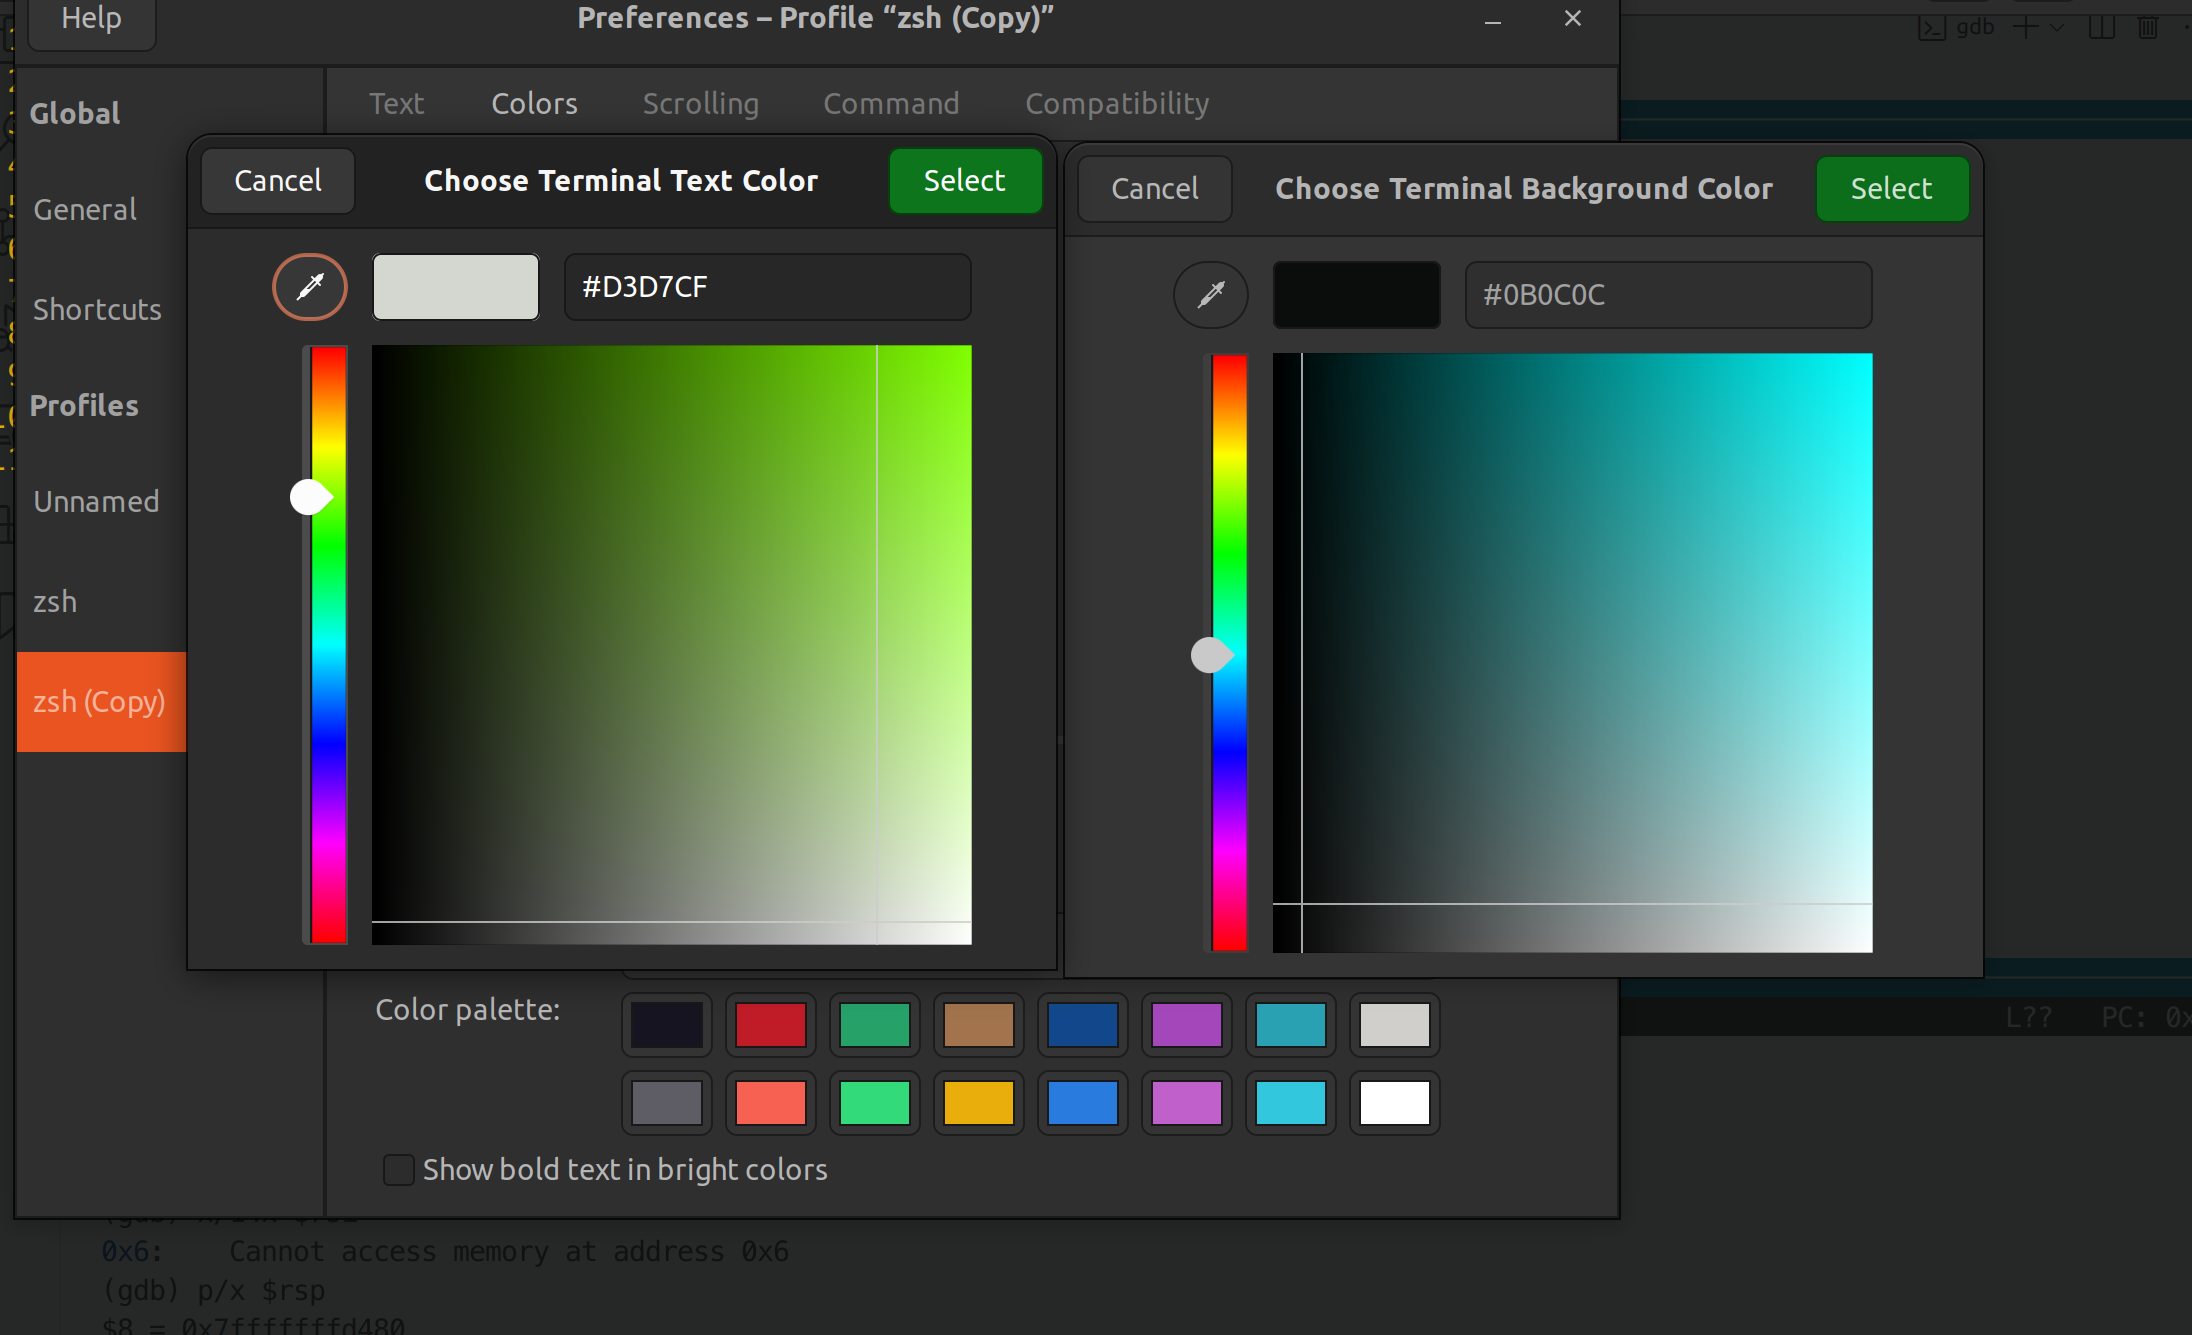 Help
Preferences – Profile “zsh (Copy)”
gdb
Global
Text
Colors
Scrolling
Command
Compatibility
General
Shortcuts
Profiles
Unnamed
zsh
zsh (Copy)
Cancel
Choose Terminal Text Color
Select
#D3D7CF
Cancel
Choose Terminal Background Color
Select
#0B0C0C
Color palette:
Show bold text in bright colors
L?? PC: 0x
0x6: Cannot access memory at address 0x6
(gdb) p/x $rsp
$8 = 0x7fffffffd480